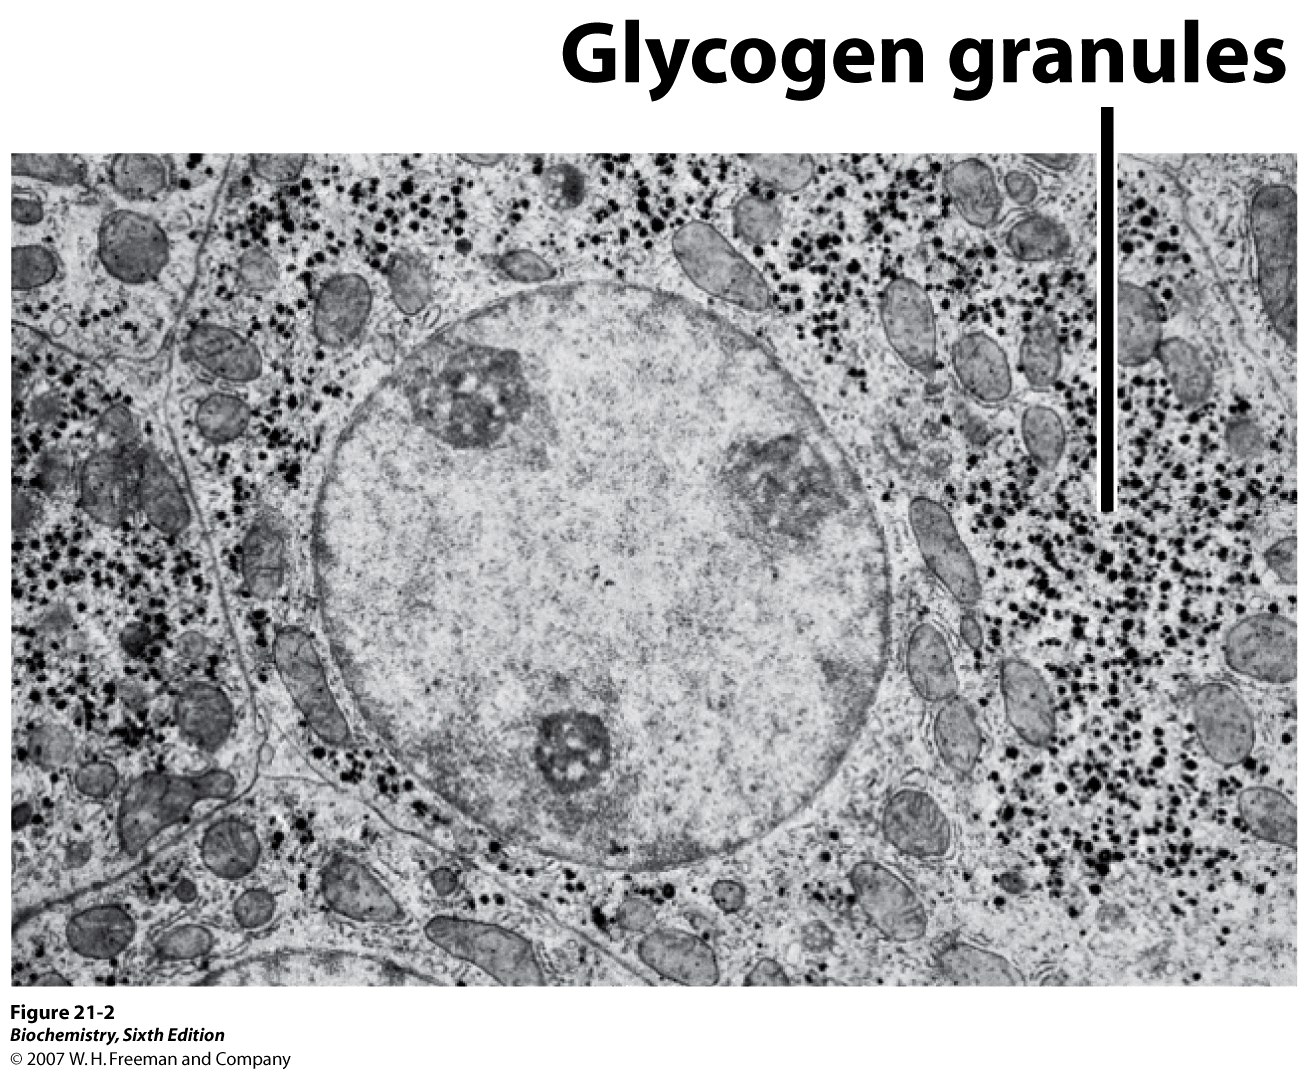 Glycogen granules
Figure 21-2
Biochemistry, Sixth Edition
© 2007 W. H. Freeman and Company